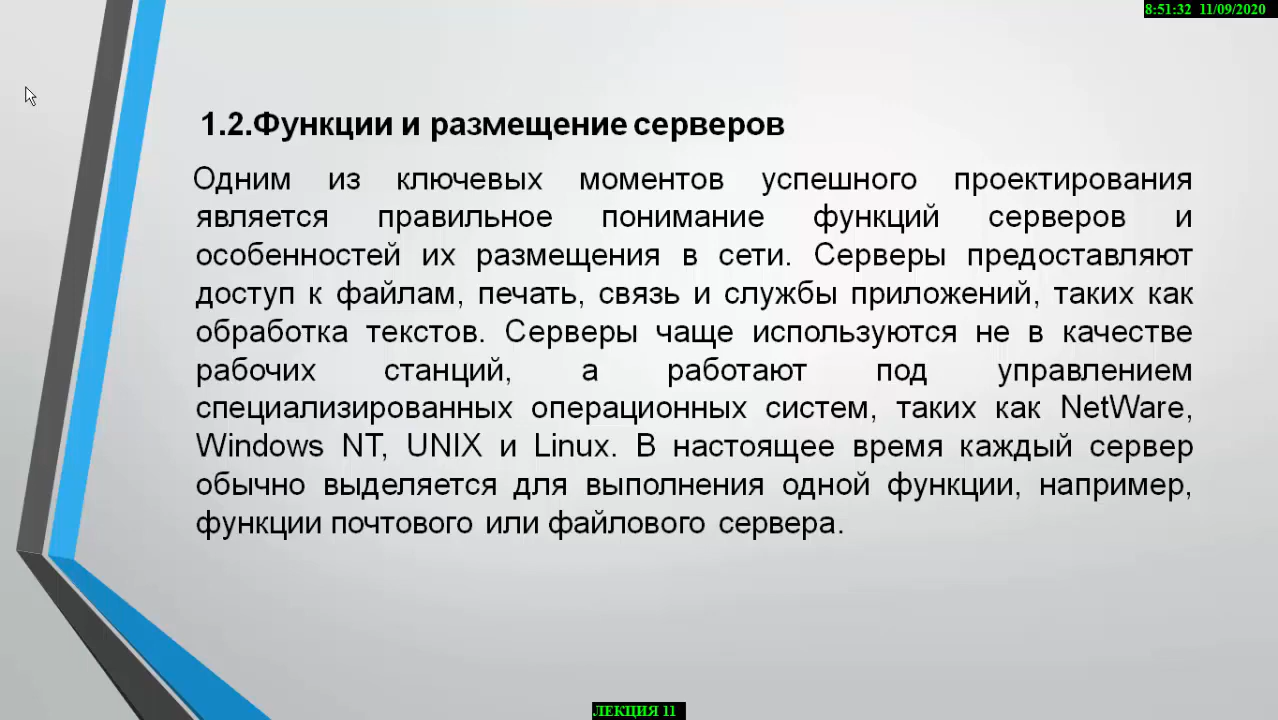 8:51:32 11/09/2020
1.2.Функции и размещение серверов
Одним из ключевых моментов успешного проектирования
является правильное понимание функций серверов и
особенностей их размещения в сети. Серверы предоставляют
доступ к файлам, печать, связь и службы приложений, таких как
обработка текстов. Серверы чаще используются не в качестве
рабочих станций, а работают под управлением
специализированных операционных систем, таких как NetWare,
Windows NT, UNIX и Linux. В настоящее время каждый сервер
обычно выделяется для выполнения одной функции, например,
функции почтового или файлового сервера.
ЛЕКЦИЯ 11